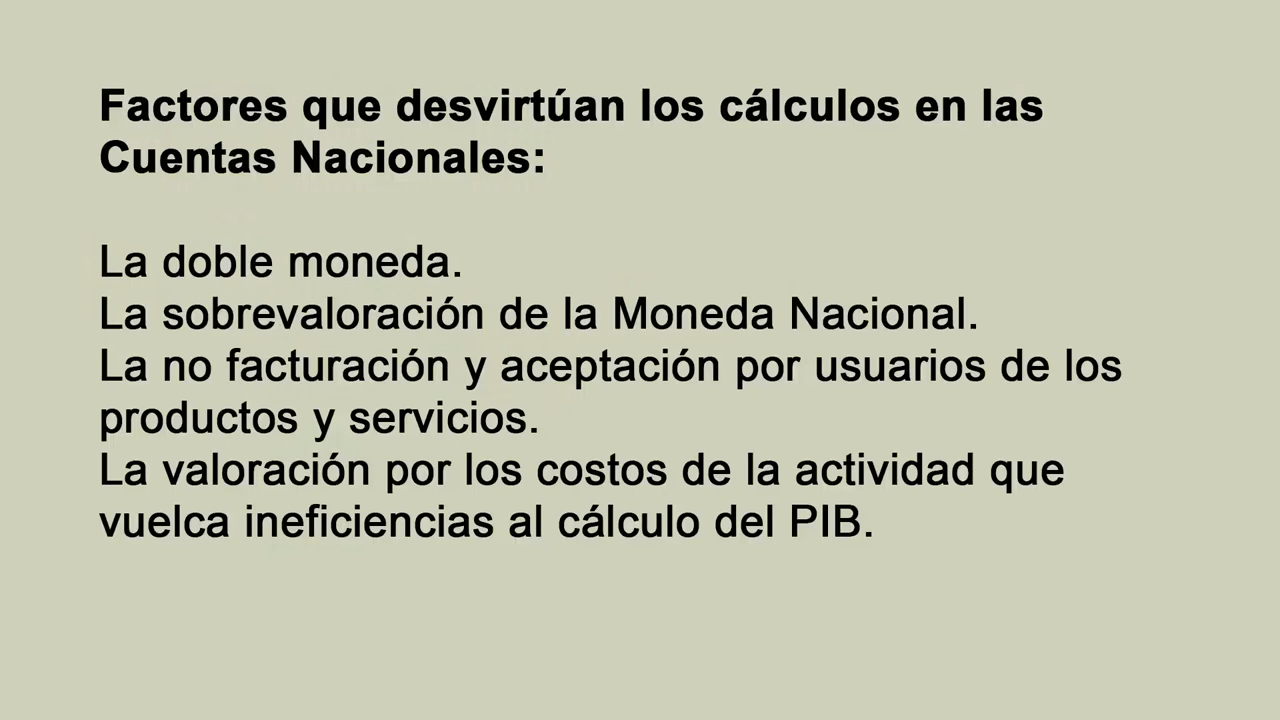 Factores que desvirtúan los cálculos en las
Cuentas Nacionales:
La doble moneda.
La sobrevaloración de la Moneda Nacional.
La no facturación y aceptación por usuarios de los
productos y servicios.
La valoración por los costos de la actividad que
vuelca ineficiencias al cálculo del PIB.